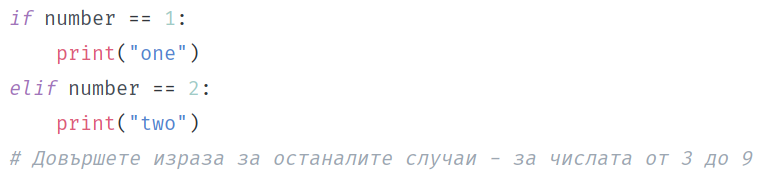 if number == 1:
    print("one")
elif number == 2:
    print("two")
# Довършете израза за останалите случаи - за числата от 3 до 9